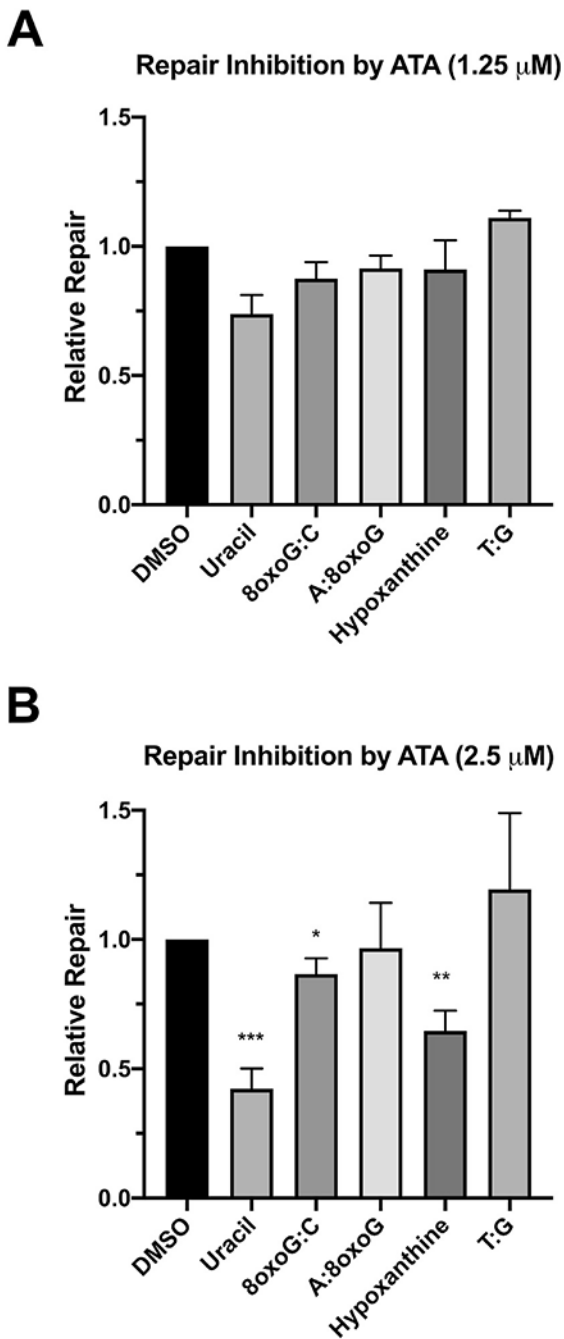 A
Repair Inhibition by ATA (1.25 μM)
Relative Repair
1.5
1.0
0.5
0.0
DMSO
Uracil
8oxoG:C
A:8oxoG
Hypoxanthine
T:G
B
Repair Inhibition by ATA (2.5 μM)
Relative Repair
1.5
1.0
0.5
0.0
***
*
**
DMSO
Uracil
8oxoG:C
A:8oxoG
Hypoxanthine
T:G